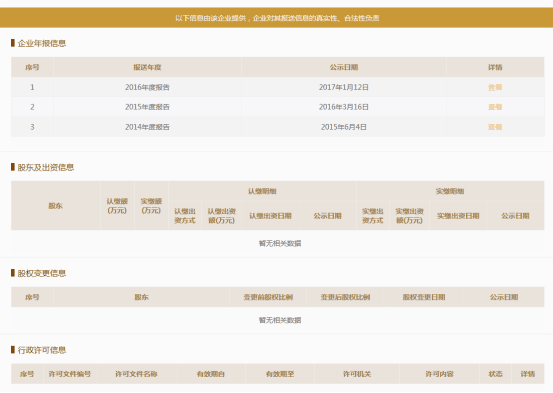 以下信息由该企业提供，企业对其报送信息的真实性、合法性负责
企业年报信息
序号 报送年度 公示日期 详情
1 2016年度报告 2017年1月12日 查看
2 2015年度报告 2016年3月16日 查看
3 2014年度报告 2015年6月4日 查看
股东及出资信息
股东 认缴额(万元) 实缴额(万元) 认缴明细 实缴明细
认缴出资方式 认缴出资额(万元) 认缴出资日期 公示日期 实缴出资方式 实缴出资额(万元) 实缴出资日期 公示日期
暂无相关数据
股权变更信息
序号 股东 变更前股权比例 变更后股权比例 股权变更日期 公示日期
暂无相关数据
行政许可信息
序号 许可文件编号 许可文件名称 有效期自 有效期至 许可机关 许可内容 状态 详情